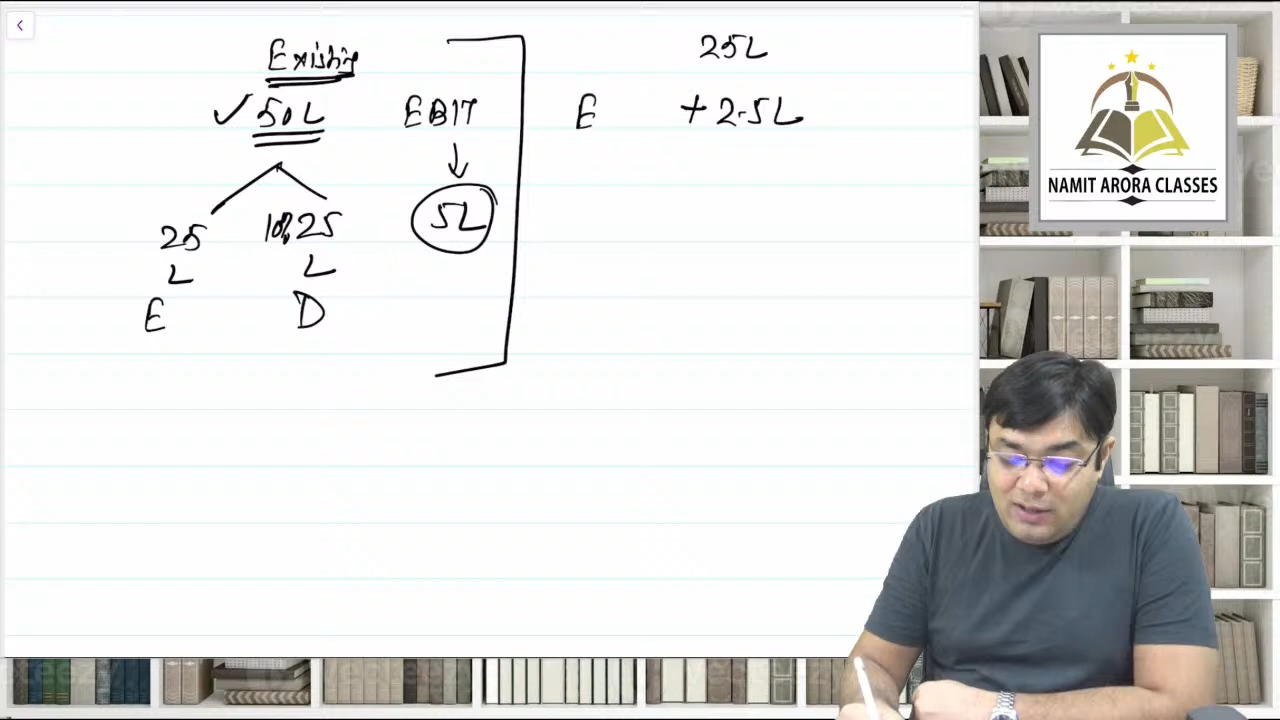 Existing
✓ 50L
EBIT
25
L
E
10% 25
L
D
5L
25L
E + 2.5L
NAMIT ARORA CLASSES